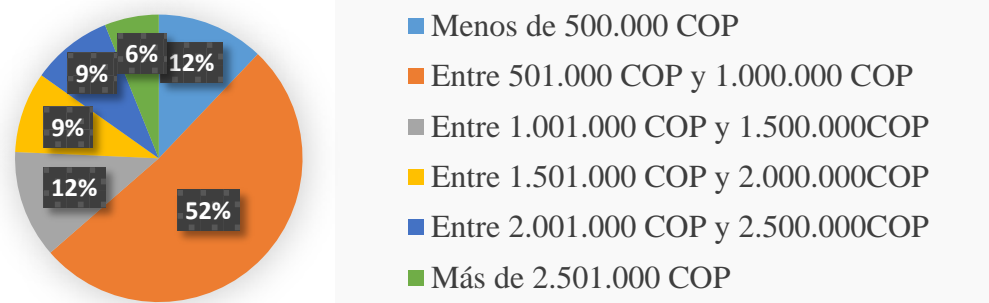 6%
12%
9%
9%
12%
52%
Menos de 500.000 COP
Entre 501.000 COP y 1.000.000 COP
Entre 1.001.000 COP y 1.500.000COP
Entre 1.501.000 COP y 2.000.000COP
Entre 2.001.000 COP y 2.500.000COP
Más de 2.501.000 COP